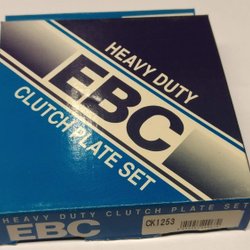 HEAVY DUTY
EBC
CLUTCH PLATE SET
HEAVY DUTY CLUTCH PLATE SET
EBC
CK1253